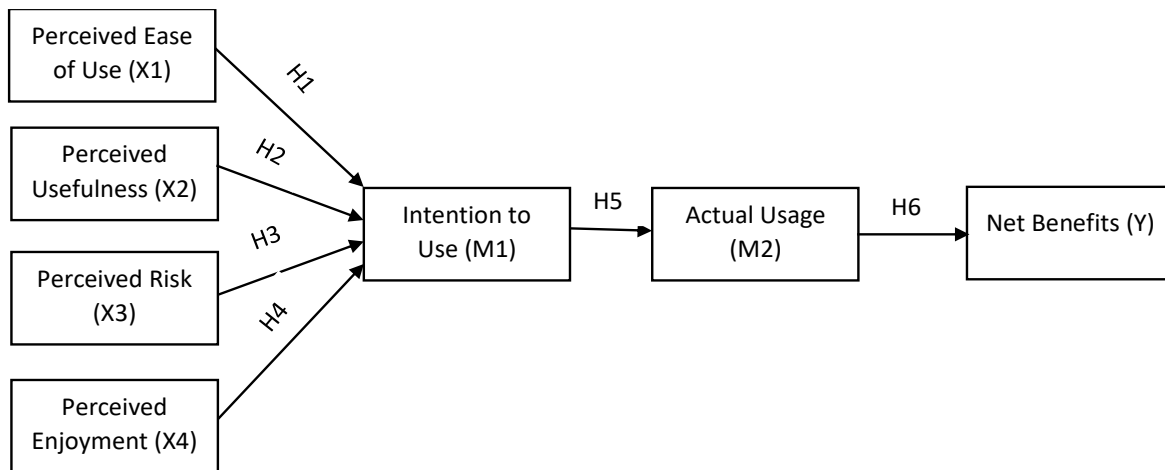 Perceived Ease
of Use (X1)
H1
Perceived
Usefulness (X2)
H2
Perceived Risk
(X3)
H3
Perceived
Enjoyment (X4)
H4
Intention to
Use (M1)
H5
Actual Usage
(M2)
H6
Net Benefits (Y)